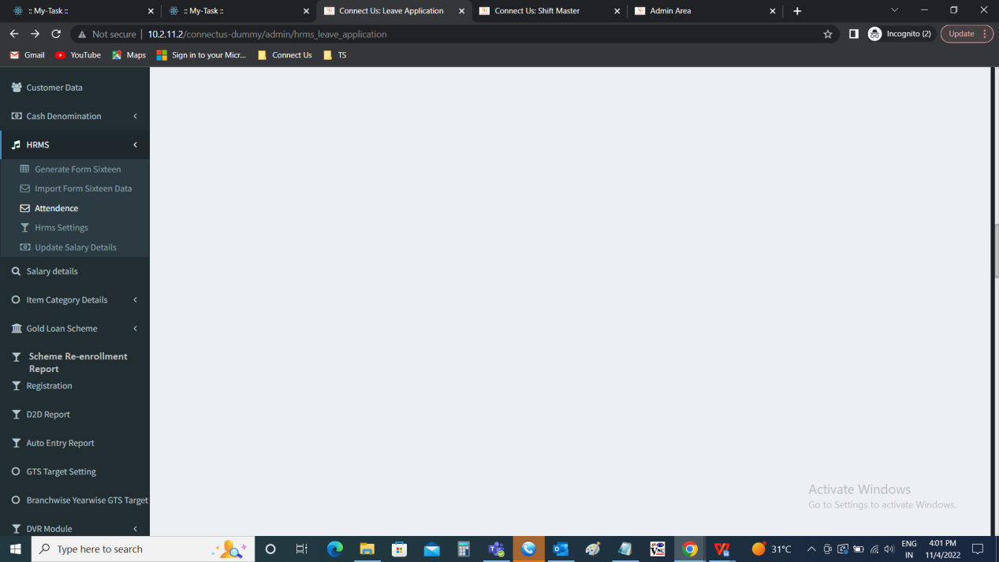 :: My-Task ::
:: My-Task ::
Connect Us: Leave Application
Connect Us: Shift Master
Admin Area
Not secure
10.2.11.2/connectus-dummy/admin/hrms_leave_application
Incognito (2)
Update
Gmail
YouTube
Maps
Sign in to your Micr...
Connect Us
TS
Customer Data
Cash Denomination
HRMS
Generate Form Sixteen
Import Form Sixteen Data
Attendence
Hrms Settings
Update Salary Details
Salary details
Item Category Details
Gold Loan Scheme
Scheme Re-enrollment
Report
Registration
D2D Report
Auto Entry Report
GTS Target Setting
Branchwise Yearwise GTS Target
DVR Module
Activate Windows
Go to Settings to activate Windows.
Type here to search
31°C
ENG
IN
4:01 PM
11/4/2022